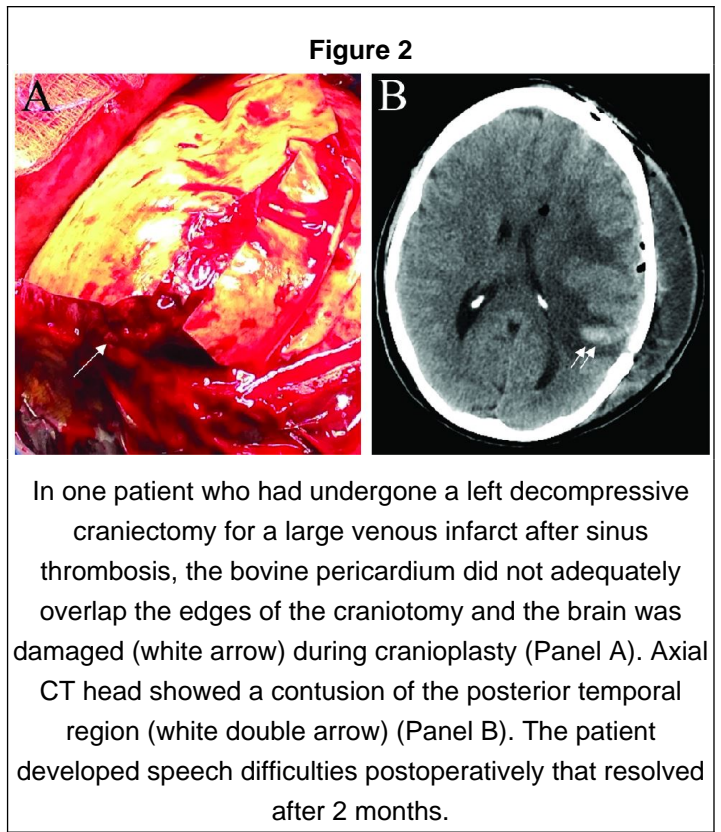 Figure 2
A
B
In one patient who had undergone a left decompressive
craniectomy for a large venous infarct after sinus
thrombosis, the bovine pericardium did not adequately
overlap the edges of the craniotomy and the brain was
damaged (white arrow) during cranioplasty (Panel A). Axial
CT head showed a contusion of the posterior temporal
region (white double arrow) (Panel B). The patient
developed speech difficulties postoperatively that resolved
after 2 months.